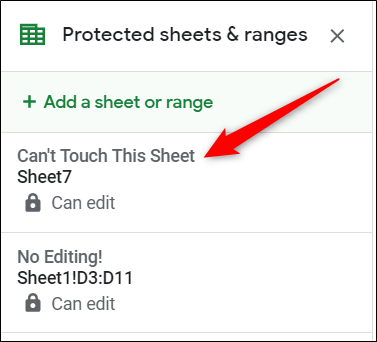 Protected sheets & ranges
+ Add a sheet or range
Can't Touch This Sheet
Sheet7
Can edit
No Editing!
Sheet1!D3:D11
Can edit